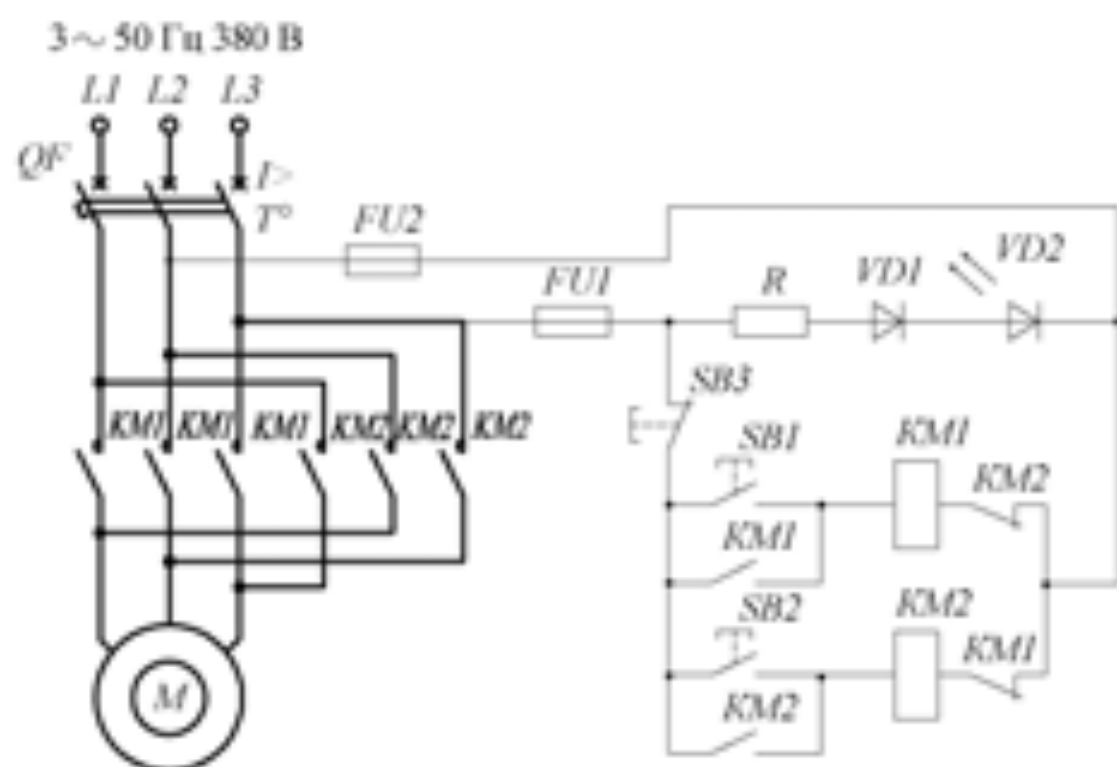 3 ~ 50 Гц 380 В
L1 L2 L3
QF
I>
T°
FU2
FU1
R
VD1
VD2
SB3
KM1 KM1 KM1 KM2 KM2 KM2
SB1
KM1
KM2
KM1
SB2
KM2
KM1
KM2
M